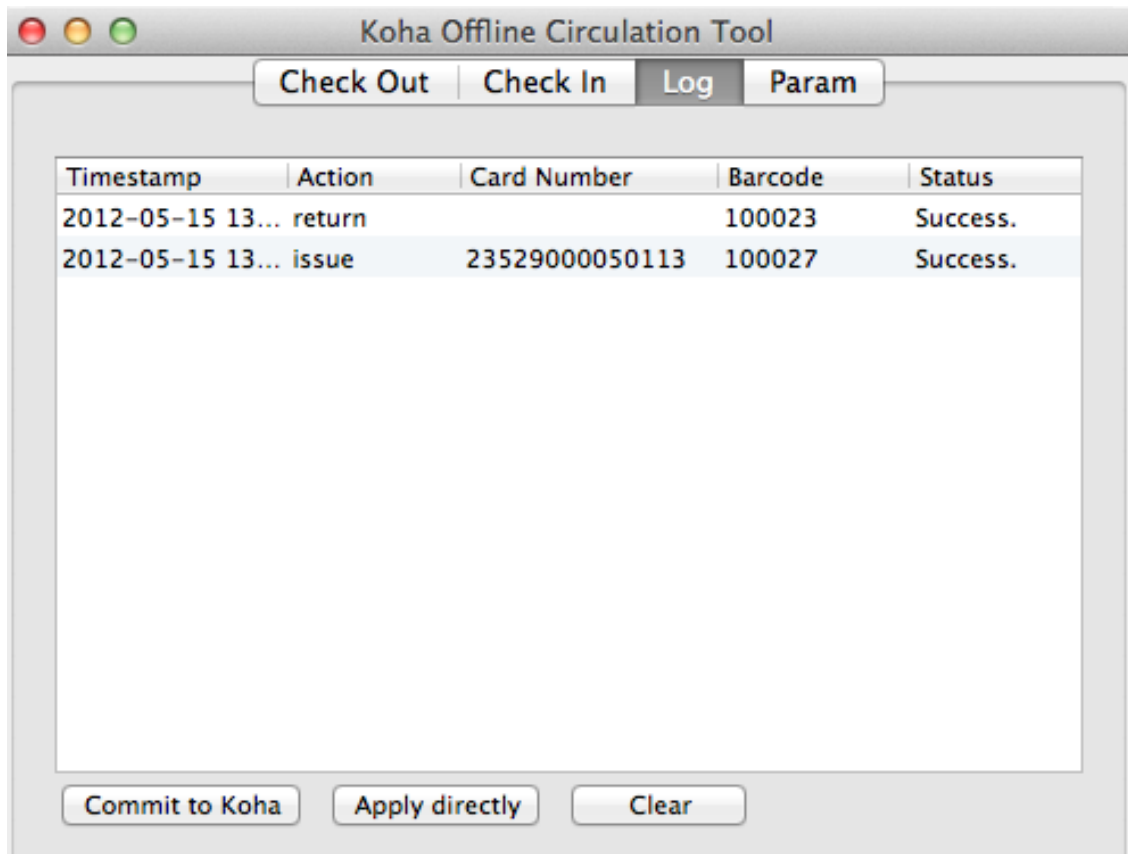 Koha Offline Circulation Tool
Check Out Check In Log Param
Timestamp Action Card Number Barcode Status
2012-05-15 13... return 100023 Success.
2012-05-15 13... issue 23529000050113 100027 Success.
Commit to Koha Apply directly Clear